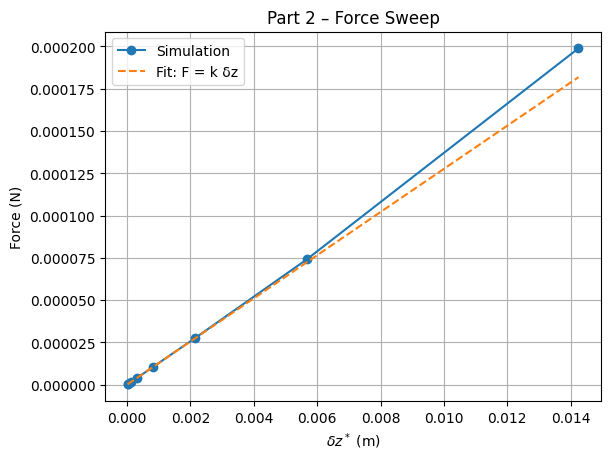 Part 2 – Force Sweep
Simulation
Fit: F = k δz
Force (N)
0.000200
0.000175
0.000150
0.000125
0.000100
0.000075
0.000050
0.000025
0.000000
0.000 0.002 0.004 0.006 0.008 0.010 0.012 0.014
δz* (m)